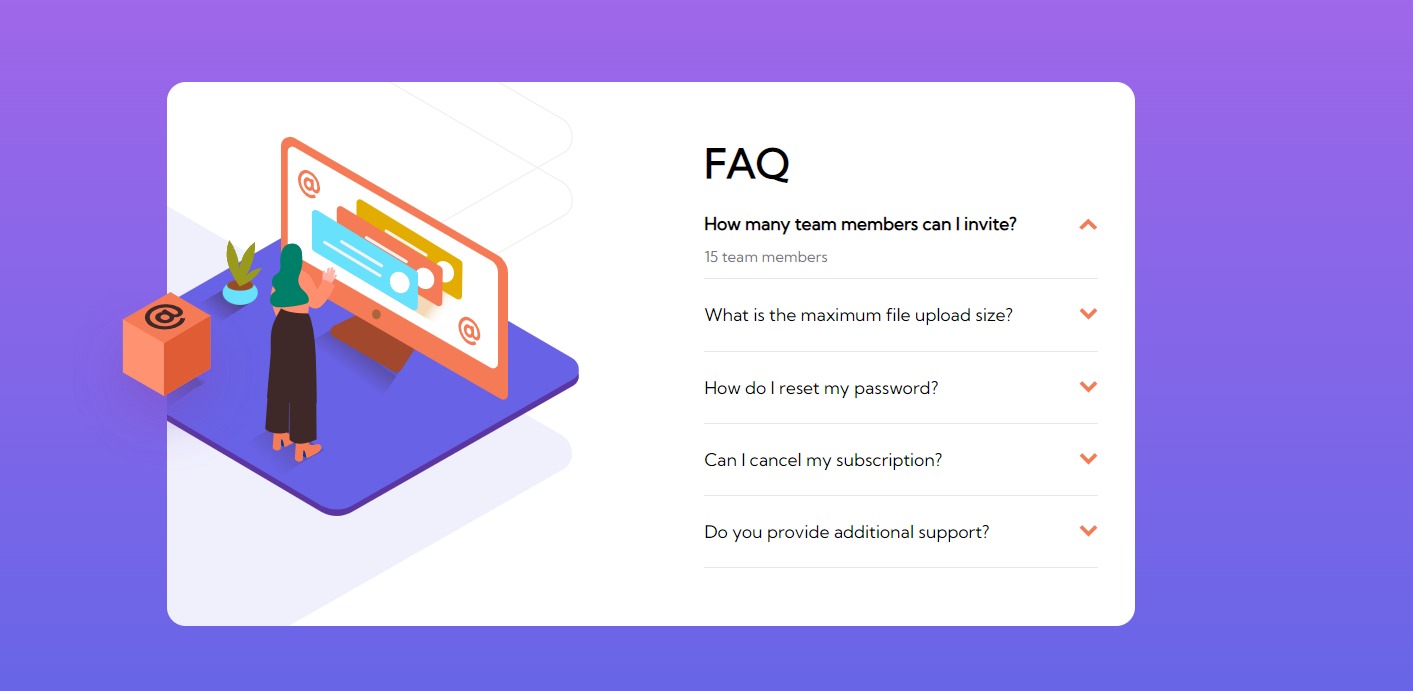 @
@
@
FAQ
How many team members can I invite?
15 team members
What is the maximum file upload size?
How do I reset my password?
Can I cancel my subscription?
Do you provide additional support?